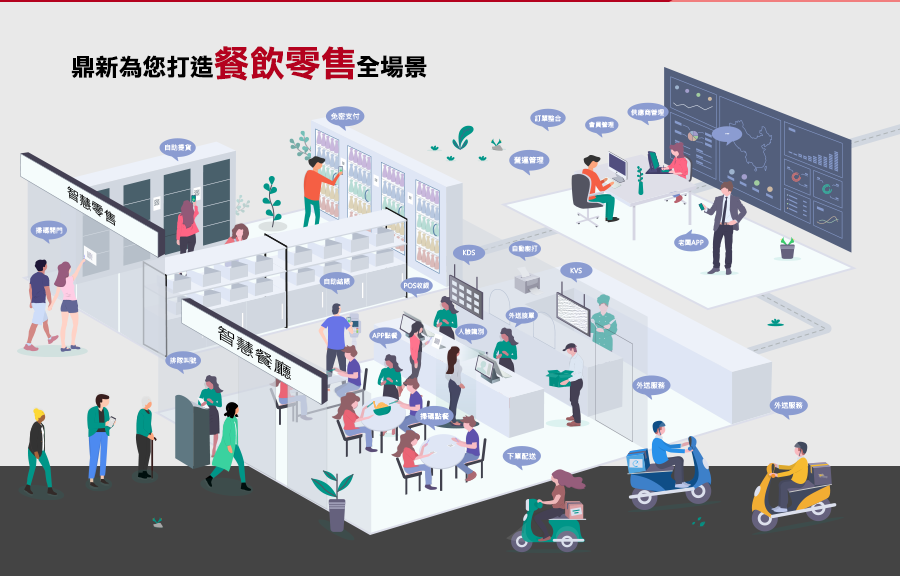 鼎新為您打造餐飲零售全場景
免密支付
訂單整合
會員管理
供應商管理
自助提貨
餐運管理
智慧零售
掃碼開門
老闆APP
KDS
自動廚打
KVS
自助結帳
POS收銀
外送接單
APP點餐
人臉識別
智慧餐廳
排隊叫號
外送服務
外送服務
掃碼點餐
下單配送